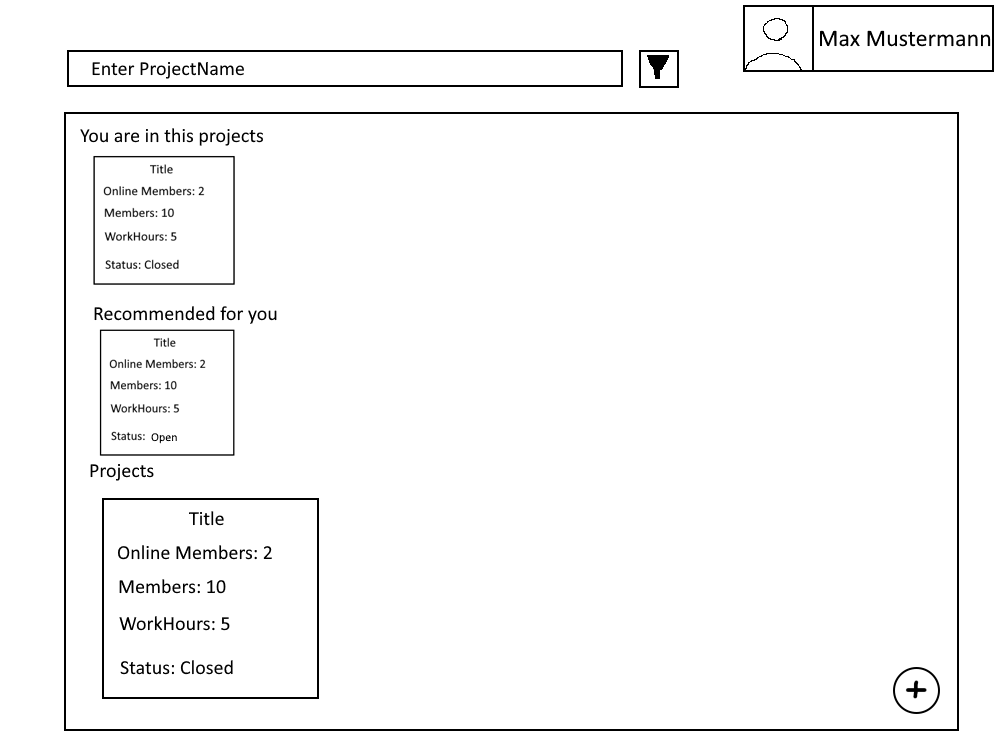 Max Mustermann
Enter ProjectName
You are in this projects
Title
Online Members: 2
Members: 10
WorkHours: 5
Status: Closed
Recommended for you
Title
Online Members: 2
Members: 10
WorkHours: 5
Status: Open
Projects
Title
Online Members: 2
Members: 10
WorkHours: 5
Status: Closed